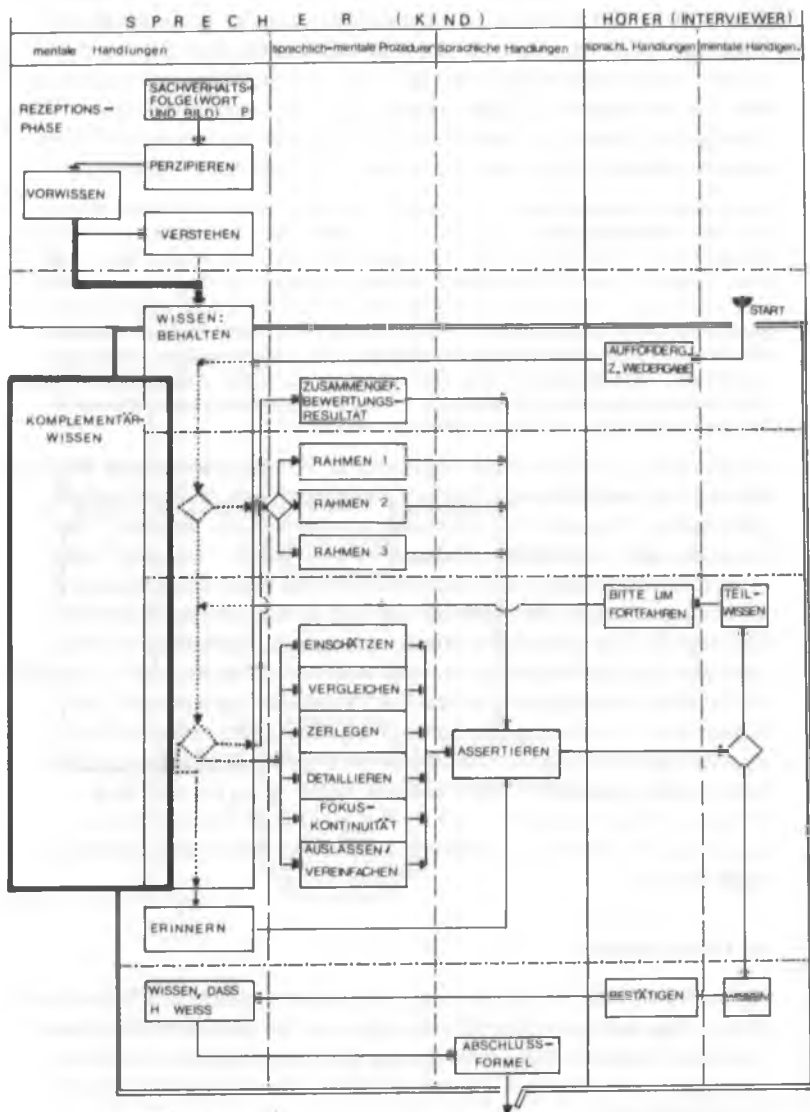 SPRECHER (KIND)
HÖRER (INTERVIEWER)
mentale Handlungen
sprachlich-mentale Prozeduren
sprachliche Handlungen
sprachl. Handlungen
mentale Handlgen.
REZEPTIONS-
PHASE
SACHVERHALTS-
FOLGE (WORT
UND BILD) P
PERZIPIEREN
VORWISSEN
VERSTEHEN
WISSEN:
BEHALTEN
START
AUFFORDERG.
Z. WIEDERGABE
KOMPLEMENTÄR-
WISSEN
ZUSAMMENGEF.
BEWERTUNGS-
RESULTAT
RAHMEN 1
RAHMEN 2
RAHMEN 3
BITTE UM
FORTFAHREN
TEIL-
WISSEN
EINSCHÄTZEN
VERGLEICHEN
ZERLEGEN
ASSERTIEREN
DETAILLIEREN
FOKUS-
KONTINUITÄT
AUSLASSEN/
VEREINFACHEN
ERINNERN
WISSEN, DASS
H WEISS
BESTÄTIGEN
ABSCHLUSS-
FORMEL